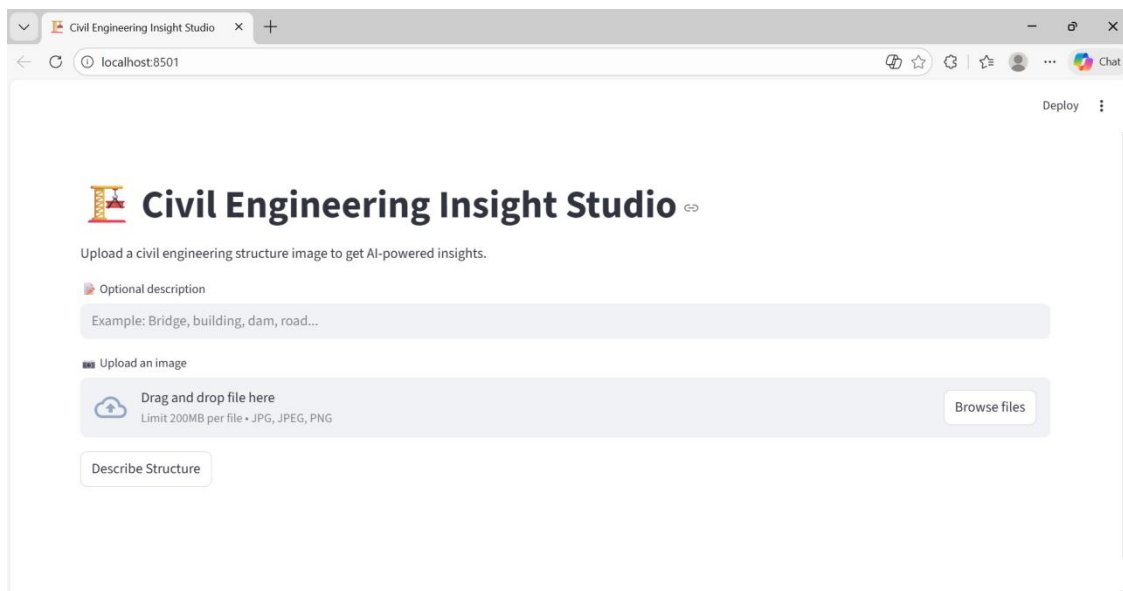 Civil Engineering Insight Studio
localhost:8501
Chat
Deploy
Civil Engineering Insight Studio
Upload a civil engineering structure image to get AI-powered insights.
Optional description
Example: Bridge, building, dam, road...
Upload an image
Drag and drop file here
Limit 200MB per file • JPG, JPEG, PNG
Browse files
Describe Structure